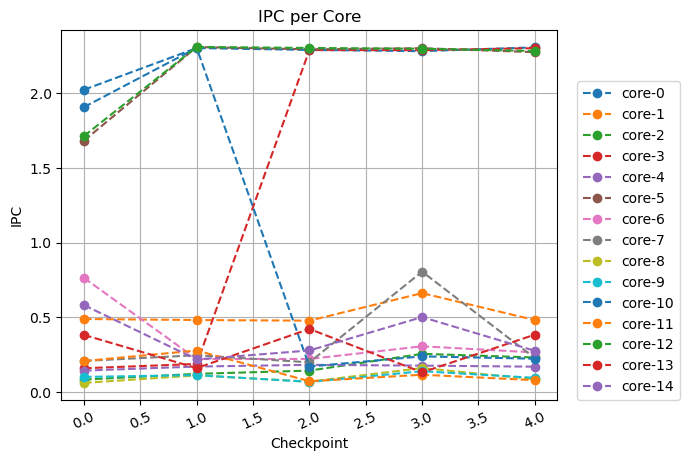 IPC per Core
IPC
2.0
1.5
1.0
0.5
0.0
0.0 0.5 1.0 1.5 2.0 2.5 3.0 3.5 4.0
Checkpoint
core-0
core-1
core-2
core-3
core-4
core-5
core-6
core-7
core-8
core-9
core-10
core-11
core-12
core-13
core-14